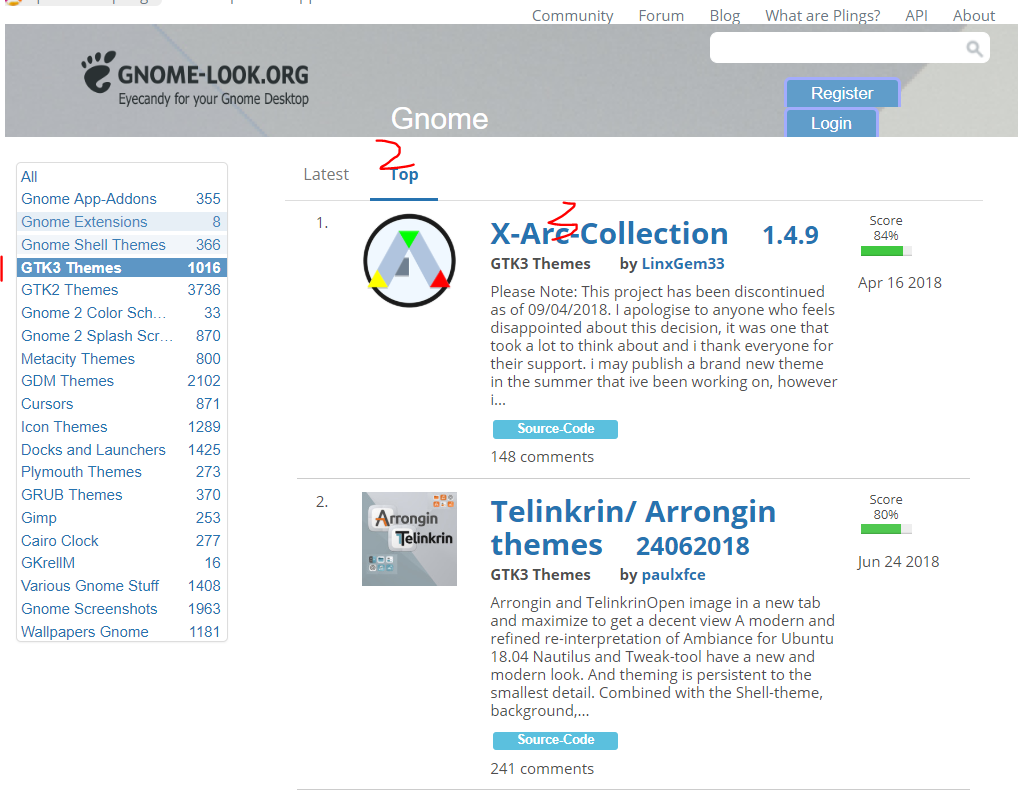 Community Forum Blog What are Plings? API About
GNOME-LOOK.ORG
Eyecandy for your Gnome Desktop
Gnome
Register
Login
All
Gnome App-Addons 355
Gnome Extensions 8
Gnome Shell Themes 366
GTK3 Themes 1016
GTK2 Themes 3736
Gnome 2 Color Sch... 33
Gnome 2 Splash Scr... 870
Metacity Themes 800
GDM Themes 2102
Cursors 871
Icon Themes 1289
Docks and Launchers 1425
Plymouth Themes 273
GRUB Themes 370
Gimp 253
Cairo Clock 277
GKrellM 16
Various Gnome Stuff 1408
Gnome Screenshots 1963
Wallpapers Gnome 1181
2
Latest Top
1.
3
X-Arc-Collection 1.4.9
GTK3 Themes by LinxGem33
Please Note: This project has been discontinued
as of 09/04/2018. I apologise to anyone who feels
disappointed about this decision, it was one that
took a lot to think about and i thank everyone for
their support. i may publish a brand new theme
in the summer that ive been working on, however
i...
Source-Code
148 comments
Score
84%
Apr 16 2018
2.
Arrongin
Telinkrin
Telinkrin/ Arrongin
themes 24062018
GTK3 Themes by paulxfce
Arrongin and TelinkrinOpen image in a new tab
and maximize to get a decent view A modern and
refined re-interpretation of Ambiance for Ubuntu
18.04 Nautilus and Tweak-tool have a new and
modern look. And theming is persistent to the
smallest detail. Combined with the Shell-theme,
background,...
Source-Code
241 comments
Score
80%
Jun 24 2018